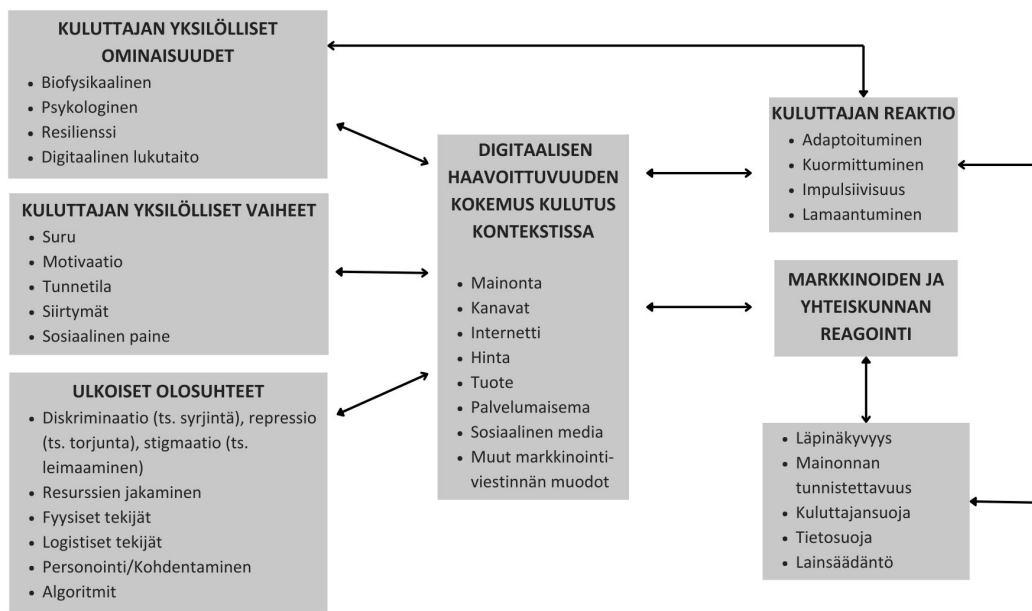 KULUTTAJAN YKSILÖLLISET
OMINAISUUDET
• Biofysikaalinen
• Psykologinen
• Resilienssi
• Digitaalinen lukutaito
KULUTTAJAN YKSILÖLLISET VAIHEET
• Suru
• Motivaatio
• Tunnetila
• Siirtymät
• Sosiaalinen paine
ULKOISET OLOSUHTEET
• Diskriminaatio (ts. syrjintä), repressio
(ts. torjunta), stigmaatio (ts.
leimaaminen)
• Resurssien jakaminen
• Fyysiset tekijät
• Logistiset tekijät
• Personointi/Kohdentaminen
• Algoritmit
DIGITAALISEN
HAAVOITTUVUUDEN
KOKEMUS KULUTUS
KONTEKSTISSA
• Mainonta
• Kanavat
• Internetti
• Hinta
• Tuote
• Palvelumaisema
• Sosiaalinen media
• Muut markkinointi-
viestinnän muodot
KULUTTAJAN REAKTIO
• Adaptoituminen
• Kuormittuminen
• Impulsiivisuus
• Lamaantuminen
MARKKINOIDEN JA
YHTEISKUNNAN
REAGOINTI
• Läpinäkyvyys
• Mainonnan
tunnistettavuus
• Kuluttajansuoja
• Tietosuoja
• Lainsäädäntö